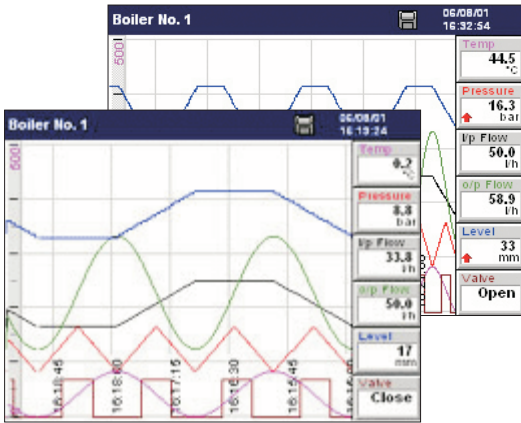 Boiler No. 1
06/08/01
16:32:54
500
Temp
44.5
°C
Pressure
16.3
bar
I/p Flow
50.0
l/h
o/p Flow
58.9
l/h
Level
33
mm
Valve
Open
Boiler No. 1
06/08/01
16:19:24
500
Temp
0.2
°C
Pressure
8.8
bar
I/p Flow
33.8
l/h
o/p Flow
50.0
l/h
Level
17
mm
Valve
Close
16:18:45
16:18:00
16:17:15
16:16:30
16:15:45